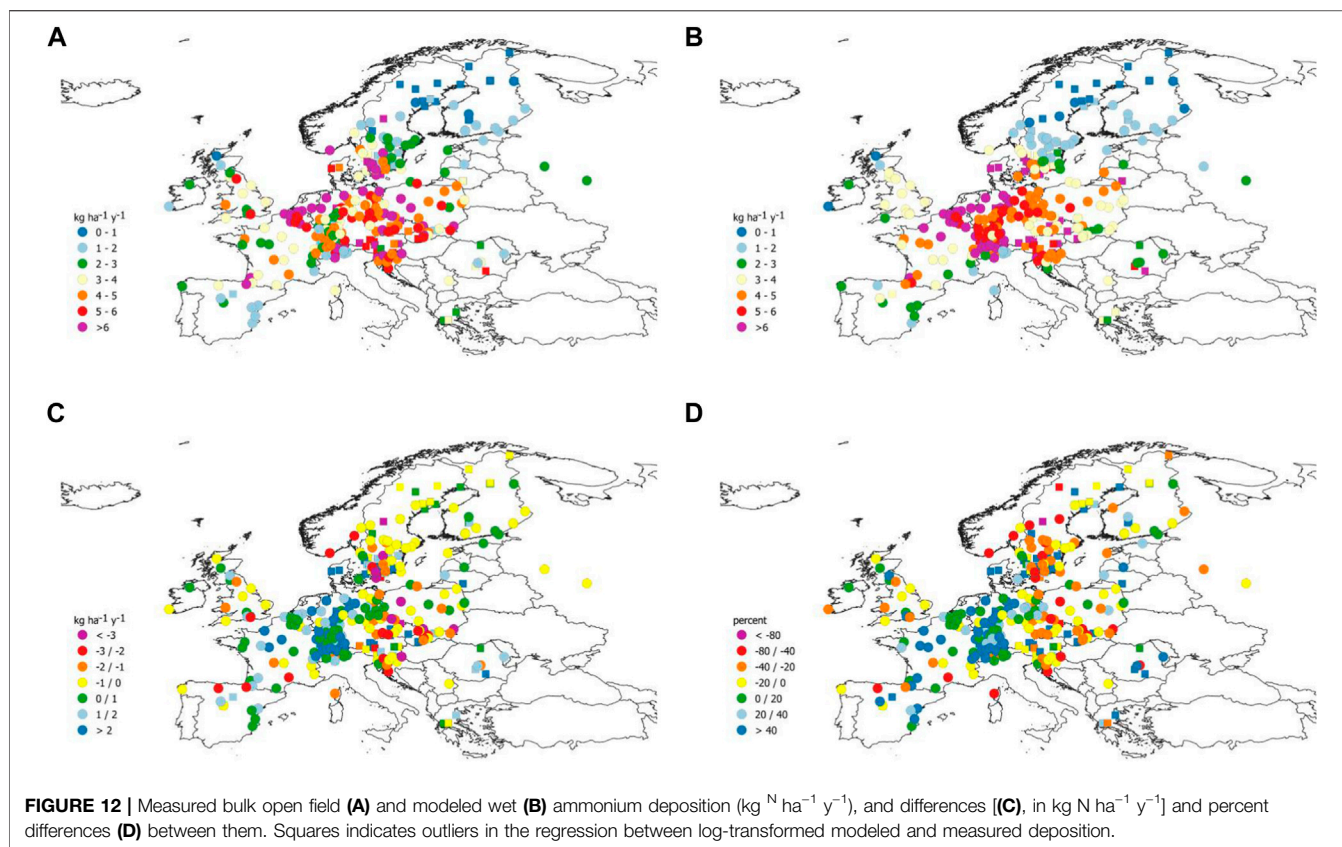 A
B
kg ha⁻¹ y⁻¹
0 - 1
1 - 2
2 - 3
3 - 4
4 - 5
5 - 6
>6
kg ha⁻¹ y⁻¹
0 - 1
1 - 2
2 - 3
3 - 4
4 - 5
5 - 6
>6
C
D
kg ha⁻¹ y⁻¹
< -3
-3 / -2
-2 / -1
-1 / 0
0 / 1
1 / 2
> 2
percent
< -80
-80 / -40
-40 / -20
-20 / 0
0 / 20
20 / 40
> 40
FIGURE 12 | Measured bulk open field (A) and modeled wet (B) ammonium deposition (kg ᴺ ha⁻¹ y⁻¹), and differences [(C), in kg N ha⁻¹ y⁻¹] and percent
differences (D) between them. Squares indicates outliers in the regression between log-transformed modeled and measured deposition.